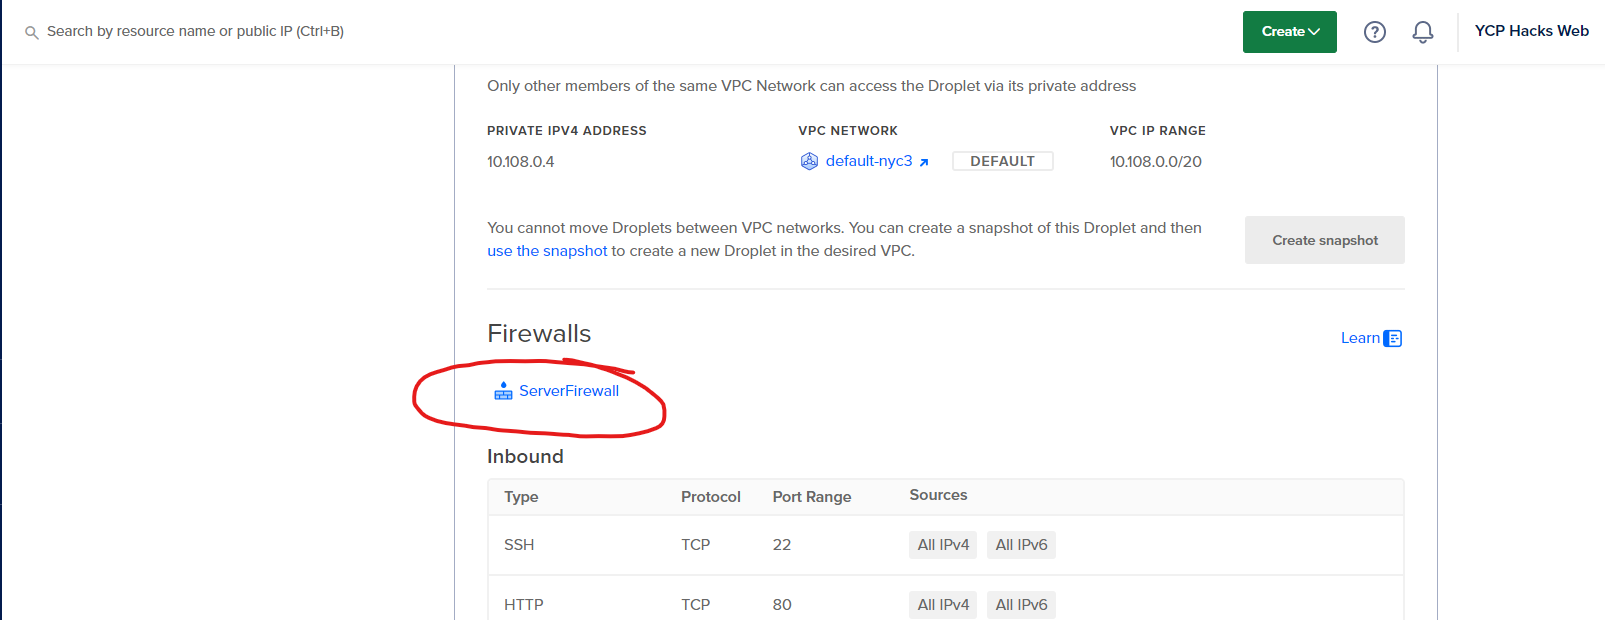 Search by resource name or public IP (Ctrl+B)
Create
?
YCP Hacks Web
Only other members of the same VPC Network can access the Droplet via its private address
PRIVATE IPV4 ADDRESS VPC NETWORK VPC IP RANGE
10.108.0.4 default-nyc3 DEFAULT 10.108.0.0/20
You cannot move Droplets between VPC networks. You can create a snapshot of this Droplet and then
use the snapshot to create a new Droplet in the desired VPC.
Create snapshot
Firewalls
Learn
ServerFirewall
Inbound
Type Protocol Port Range Sources
SSH TCP 22 All IPv4 All IPv6
HTTP TCP 80 All IPv4 All IPv6